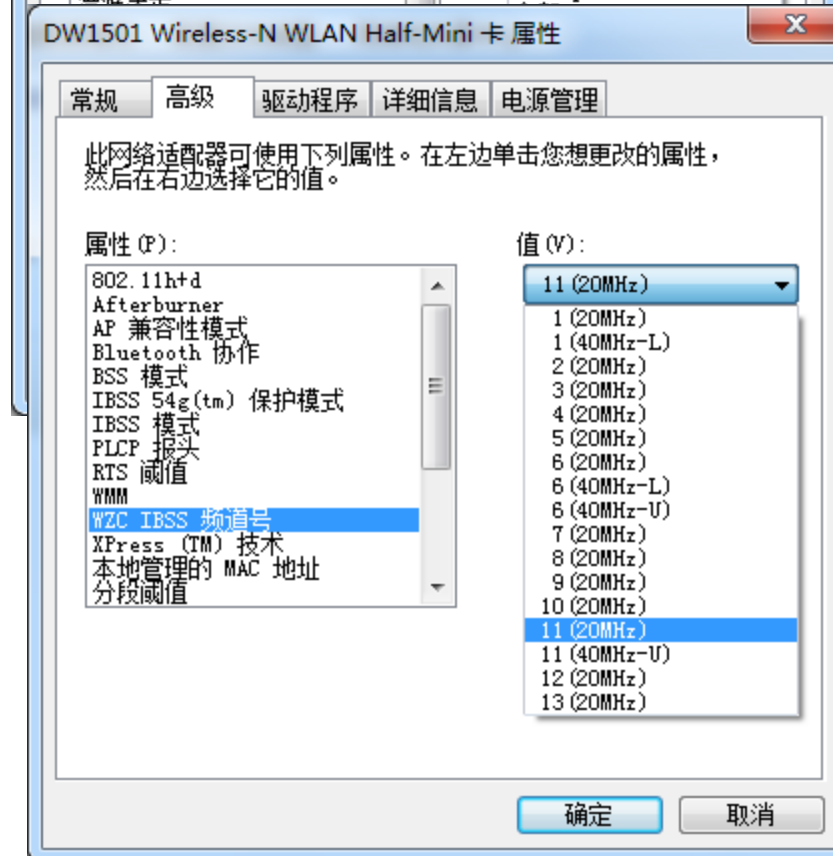 DW1501 Wireless-N WLAN Half-Mini 卡 属性
常规
高级
驱动程序
详细信息
电源管理
此网络适配器可使用下列属性。在左边单击您想更改的属性，
然后在右边选择它的值。
属性(P):
802.11h+d
Afterburner
AP 兼容性模式
Bluetooth 协作
BSS 模式
IBSS 54g(tm) 保护模式
IBSS 模式
PLCP 报头
RTS 阈值
WMM
WZC IBSS 频道号
XPress (TM) 技术
本地管理的 MAC 地址
分段阈值
值(V):
11(20MHz)
1(20MHz)
1(40MHz-L)
2(20MHz)
3(20MHz)
4(20MHz)
5(20MHz)
6(20MHz)
6(40MHz-L)
6(40MHz-U)
7(20MHz)
8(20MHz)
9(20MHz)
10(20MHz)
11(20MHz)
11(40MHz-U)
12(20MHz)
13(20MHz)
确定
取消